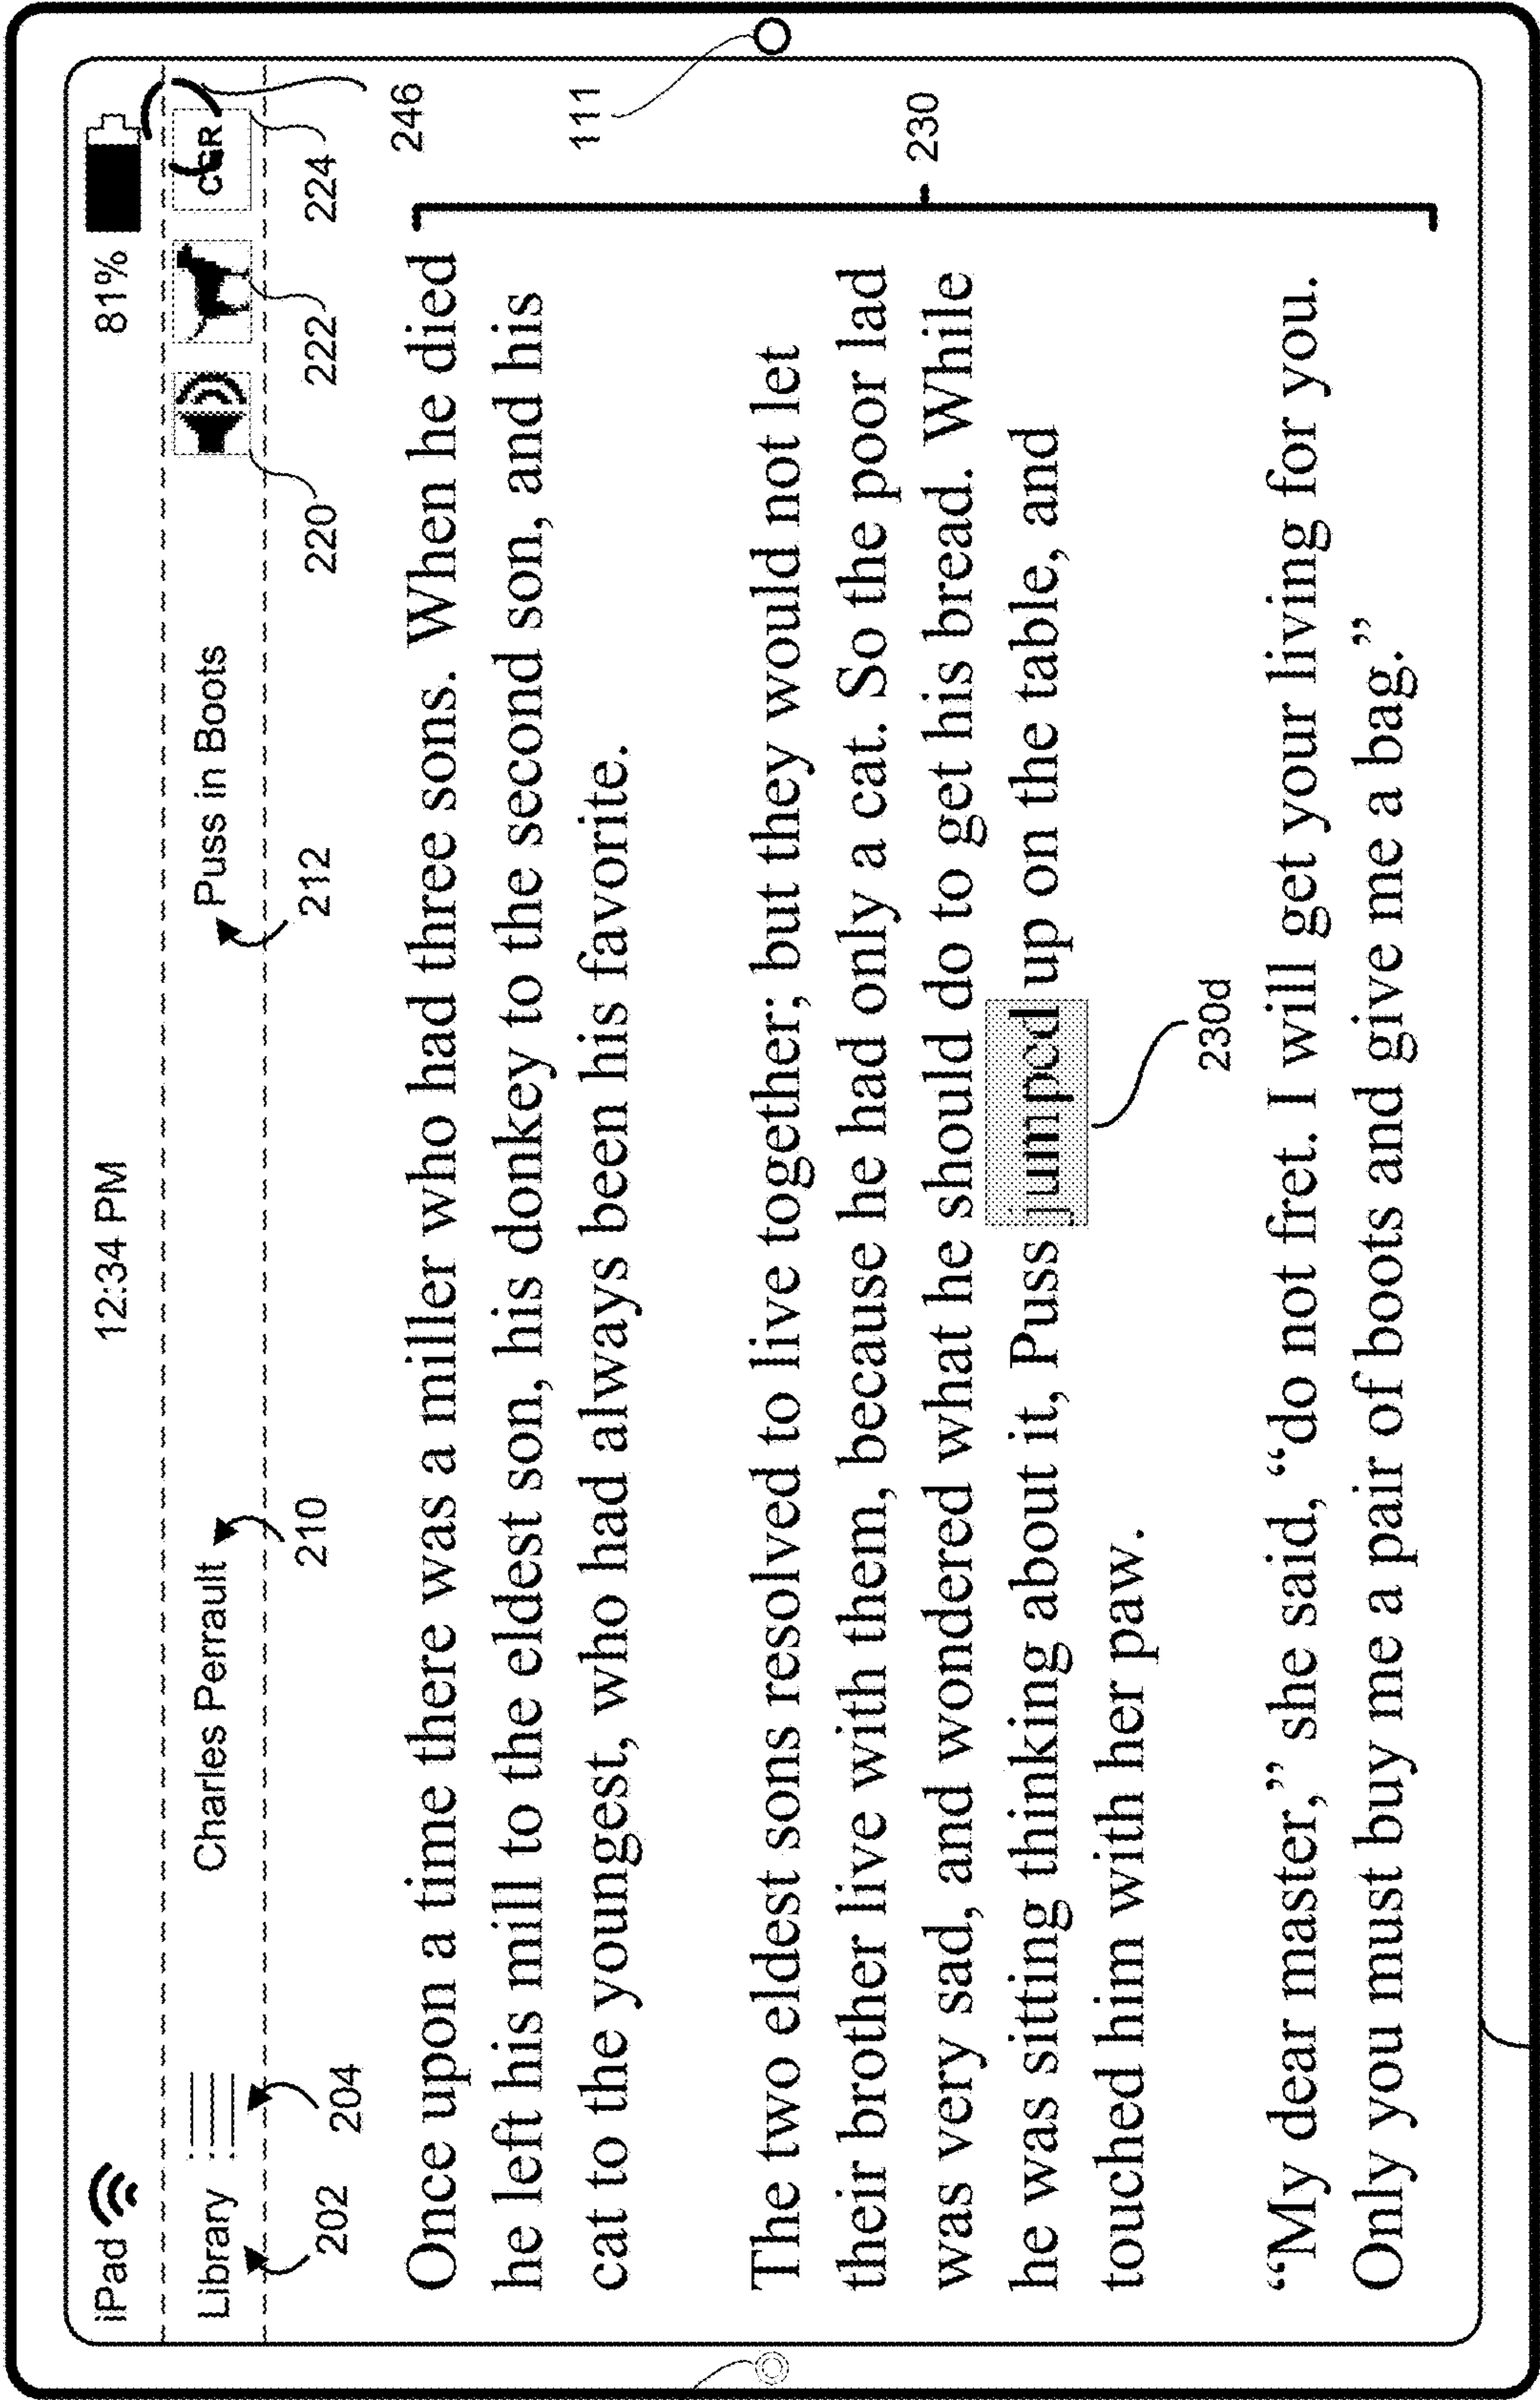 iPad 12:34 PM 81%
Library Charles Perrault Puss in Boots CGR
202 204 210 212 220 222 224 246
111
Once upon a time there was a miller who had three sons. When he died
he left his mill to the eldest son, his donkey to the second son, and his
cat to the youngest, who had always been his favorite.
The two eldest sons resolved to live together; but they would not let
their brother live with them, because he had only a cat. So the poor lad
was very sad, and wondered what he should do to get his bread. While
he was sitting thinking about it, Puss jumped up on the table, and
touched him with her paw.
230
230d
“My dear master,” she said, “do not fret. I will get your living for you.
Only you must buy me a pair of boots and give me a bag.”